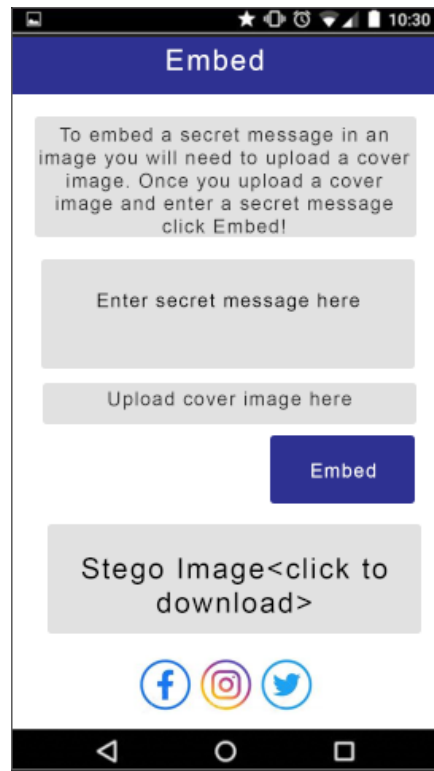 10:30
Embed
To embed a secret message in an
image you will need to upload a cover
image. Once you upload a cover
image and enter a secret message
click Embed!
Enter secret message here
Upload cover image here
Embed
Stego Image<click to
download>